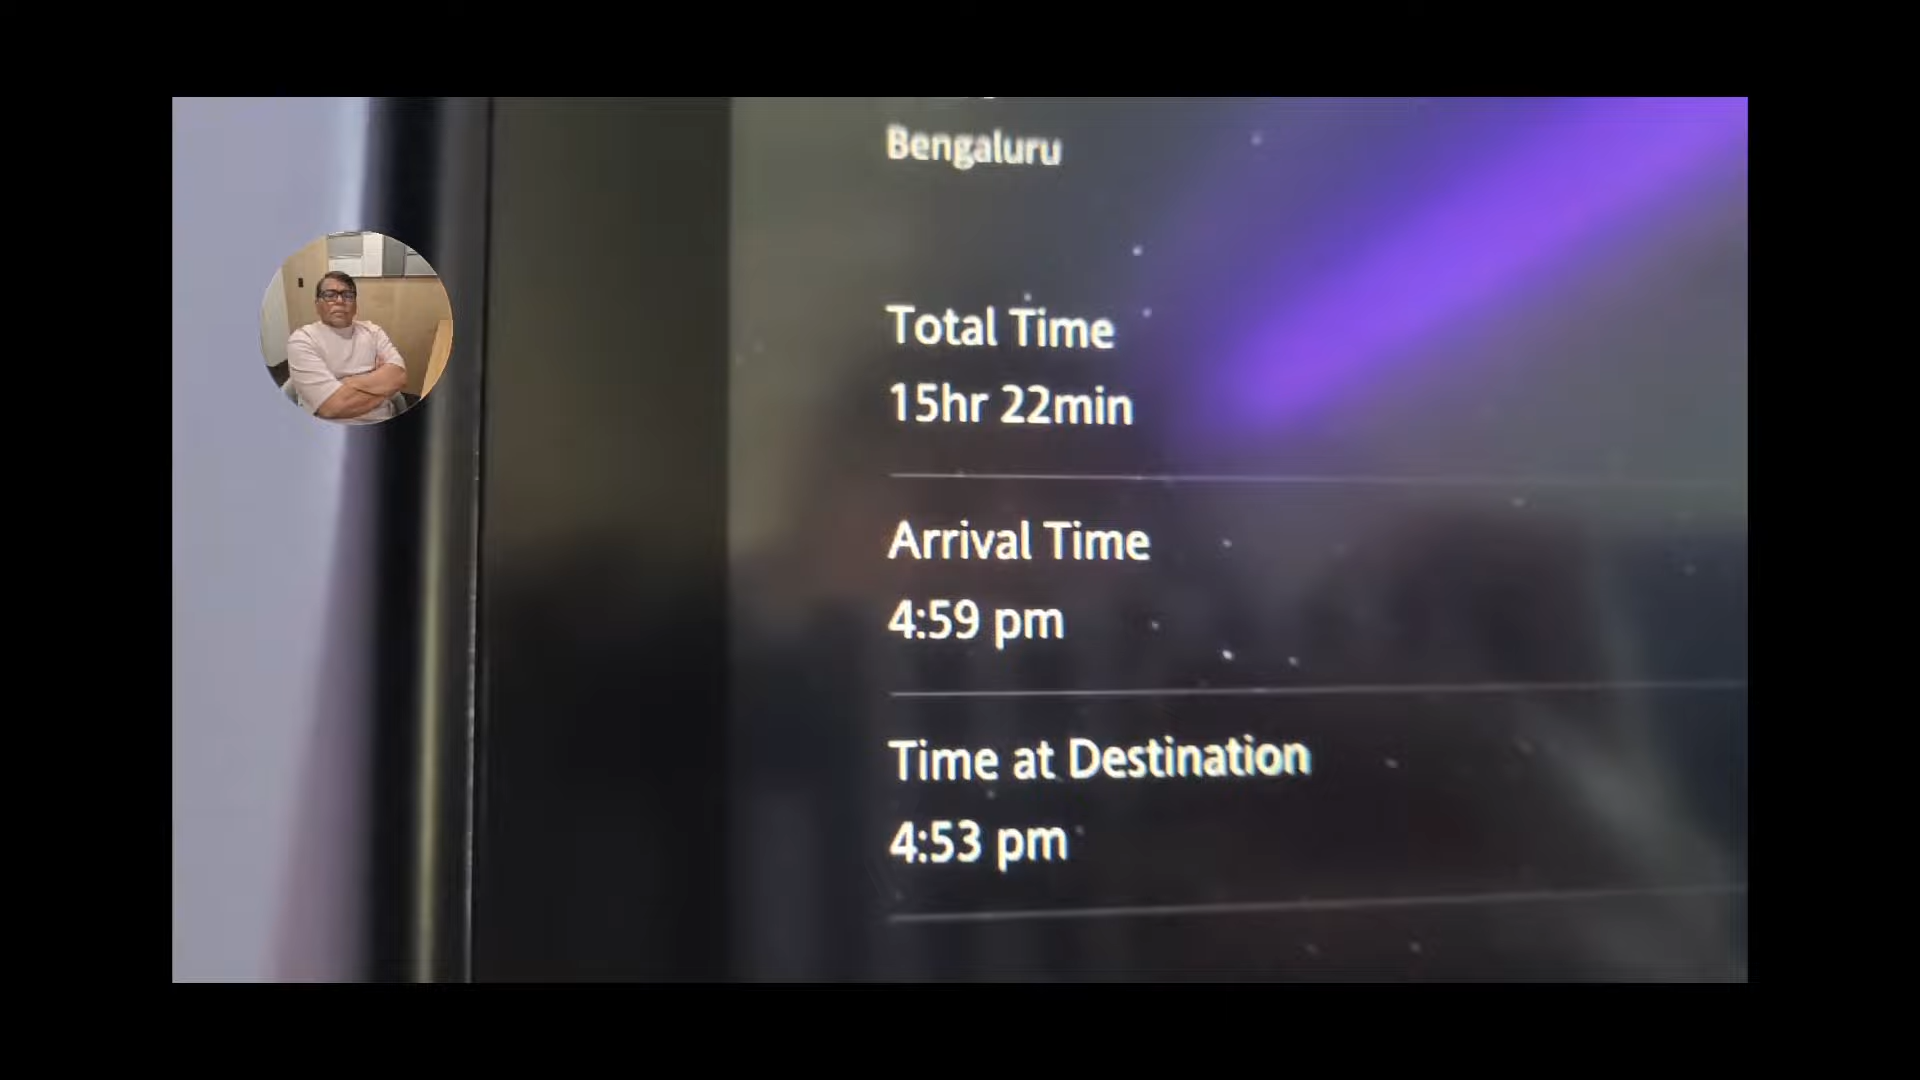 Bengaluru
Total Time
15hr 22min
Arrival Time
4:59 pm
Time at Destination
4:53 pm